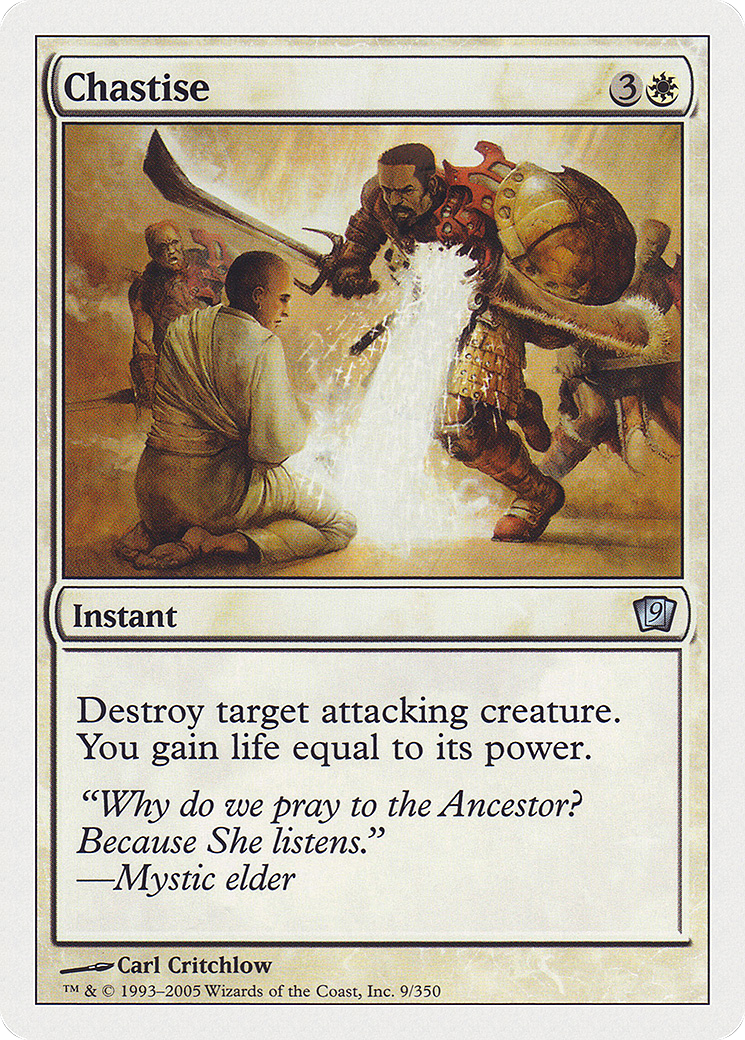 Chastise
3
Instant
9
Destroy target attacking creature.
You gain life equal to its power.
“Why do we pray to the Ancestor?
Because She listens.”
—Mystic elder
Carl Critchlow
™ & © 1993–2005 Wizards of the Coast, Inc. 9/350